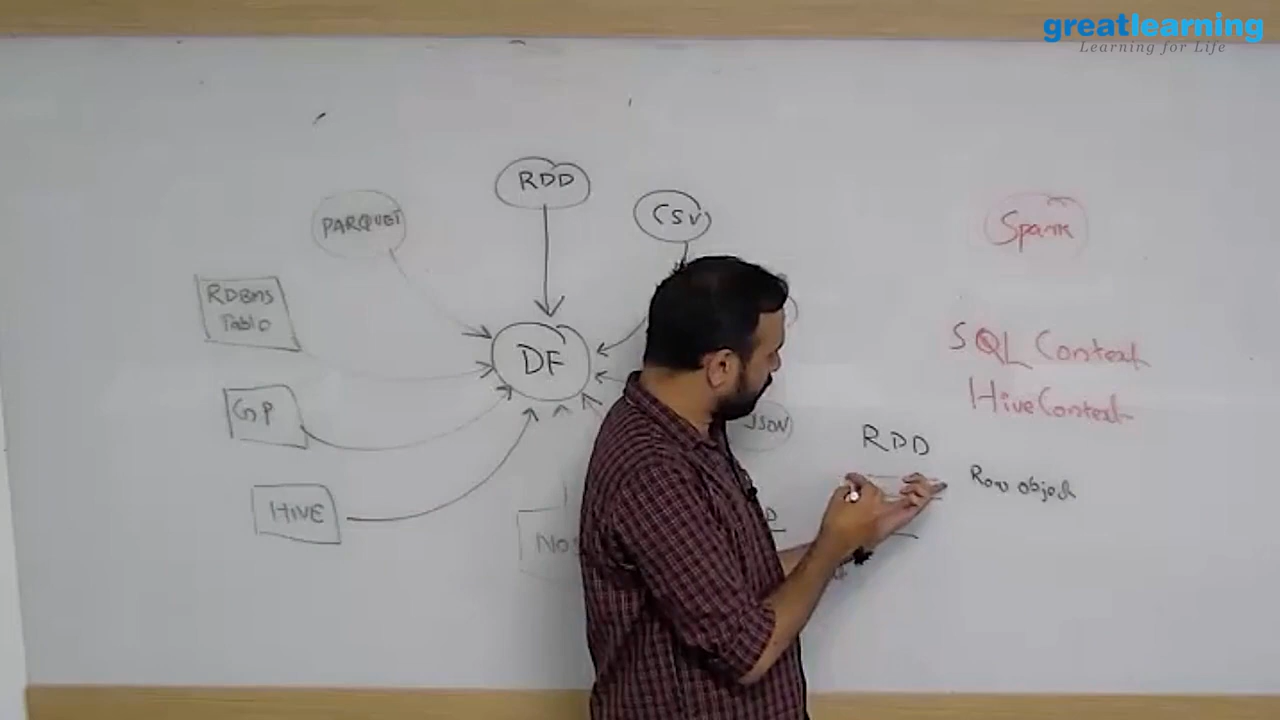 greatlearning
Learning for Life
RDD
PARQUET
CSV
Spark
RDBMS
Table
DF
SQL Context
HiveContext
GP
JSON
RDD
Row object
HIVE